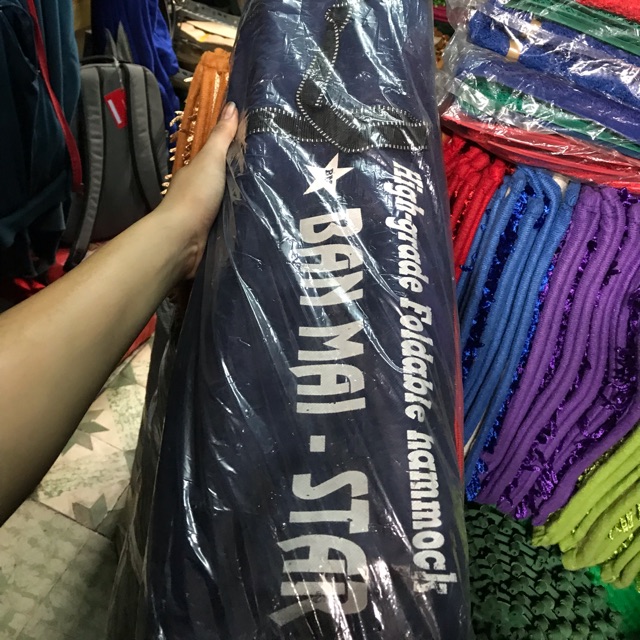 High-grade Foldable hammock
BAN MAI - STAR